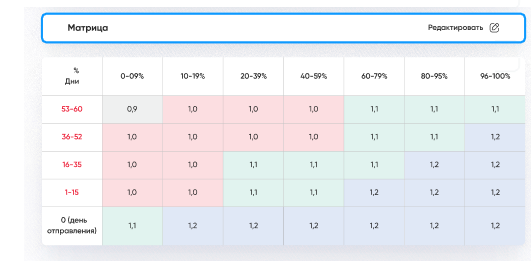 Матрица Редактировать
% Дни 0-09% 10-19% 20-39% 40-59% 60-79% 80-95% 96-100%
53-60 0,9 1,0 1,0 1,0 1,1 1,1 1,1
36-52 1,0 1,0 1,0 1,0 1,1 1,1 1,2
16-35 1,0 1,0 1,1 1,1 1,1 1,2 1,2
1-15 1,0 1,0 1,1 1,1 1,2 1,2 1,2
0 (день отправления) 1,1 1,2 1,2 1,2 1,2 1,2 1,2